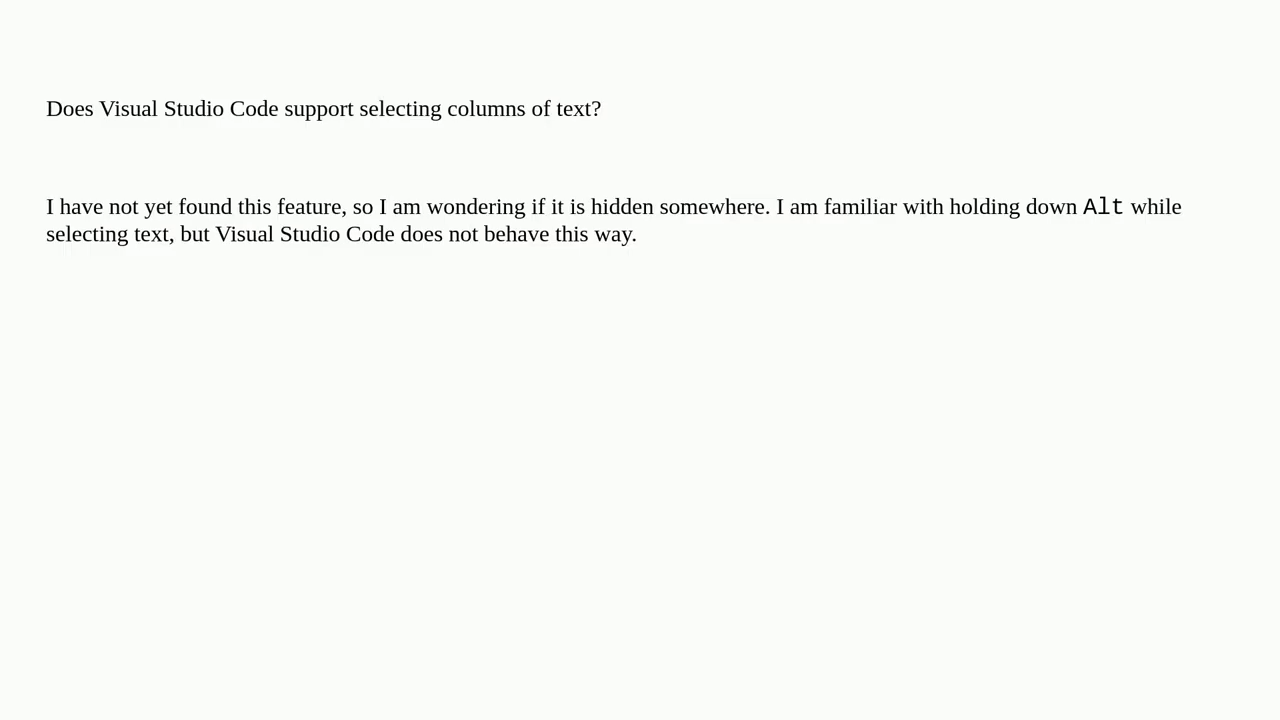 Does Visual Studio Code support selecting columns of text?
I have not yet found this feature, so I am wondering if it is hidden somewhere. I am familiar with holding down Alt while
selecting text, but Visual Studio Code does not behave this way.